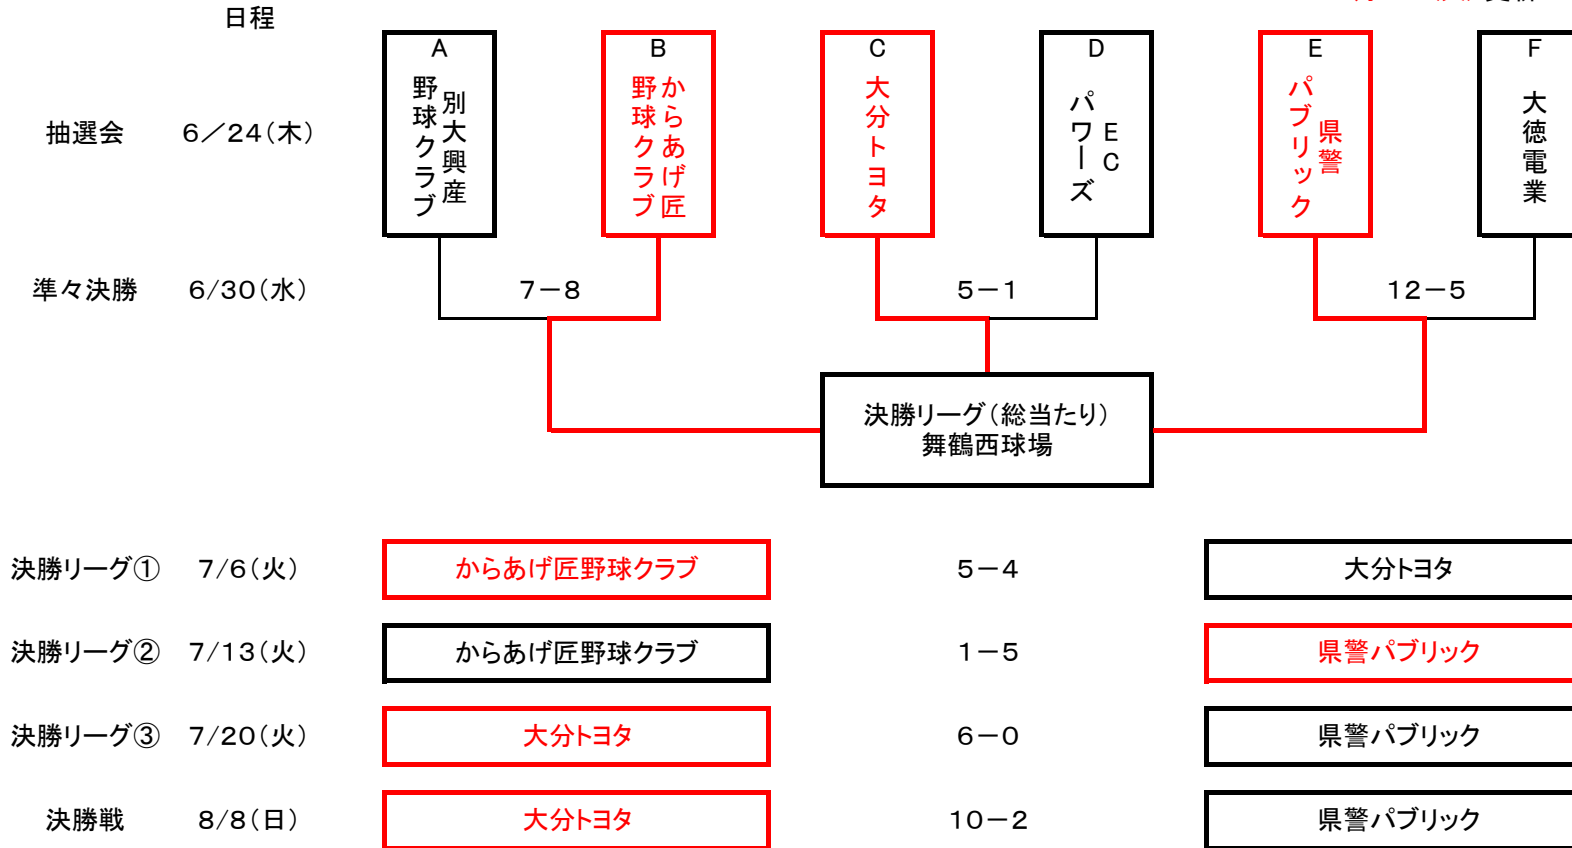 日程
A B C D E F
別大興産
野球クラブ
からあげ匠
野球クラブ
大分トヨタ
EC
パワーズ
県警
パブリック
大徳電業
抽選会 6／24(木)
準々決勝 6/30(水) 7－8 5－1 12－5
決勝リーグ(総当たり)
舞鶴西球場
決勝リーグ① 7/6(火) からあげ匠野球クラブ 5－4 大分トヨタ
決勝リーグ② 7/13(火) からあげ匠野球クラブ 1－5 県警パブリック
決勝リーグ③ 7/20(火) 大分トヨタ 6－0 県警パブリック
決勝戦 8/8(日) 大分トヨタ 10－2 県警パブリック